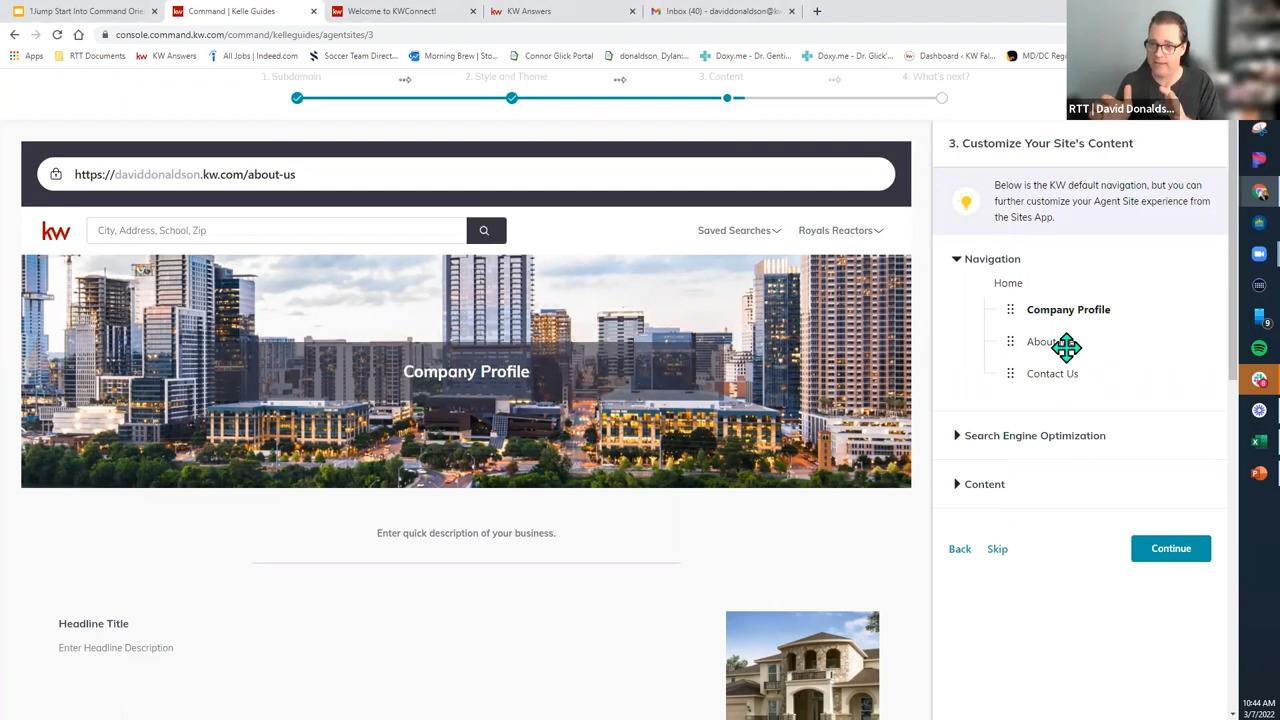 1Jump Start Into Command Orie
Command | Kelle Guides
Welcome to KWConnect!
KW Answers
Inbox (40) - daviddonaldson@kw
console.command.kw.com/command/kelleguides/agentsites/3
Apps
RTT Documents
KW Answers
All Jobs | Indeed.com
Soccer Team Direct...
Morning Brew | Sto...
Connor Glick Portal
donaldson, Dylan:...
Doxy.me - Dr. Genti...
Doxy.me - Dr. Glick'...
Dashboard ‹ KW Fal...
MD/DC Reg
RTT | David Donalds...
1. Subdomain
2. Style and Theme
3. Content
4. What's next?
https://daviddonaldson.kw.com/about-us
kw
City, Address, School, Zip
Saved Searches
Royals Reactors
Company Profile
Enter quick description of your business.
Headline Title
Enter Headline Description
3. Customize Your Site's Content
Below is the KW default navigation, but you can
further customize your Agent Site experience from
the Sites App.
Navigation
Home
Company Profile
About
Contact Us
Search Engine Optimization
Content
Back
Skip
Continue
9
10:44 AM
3/7/2022